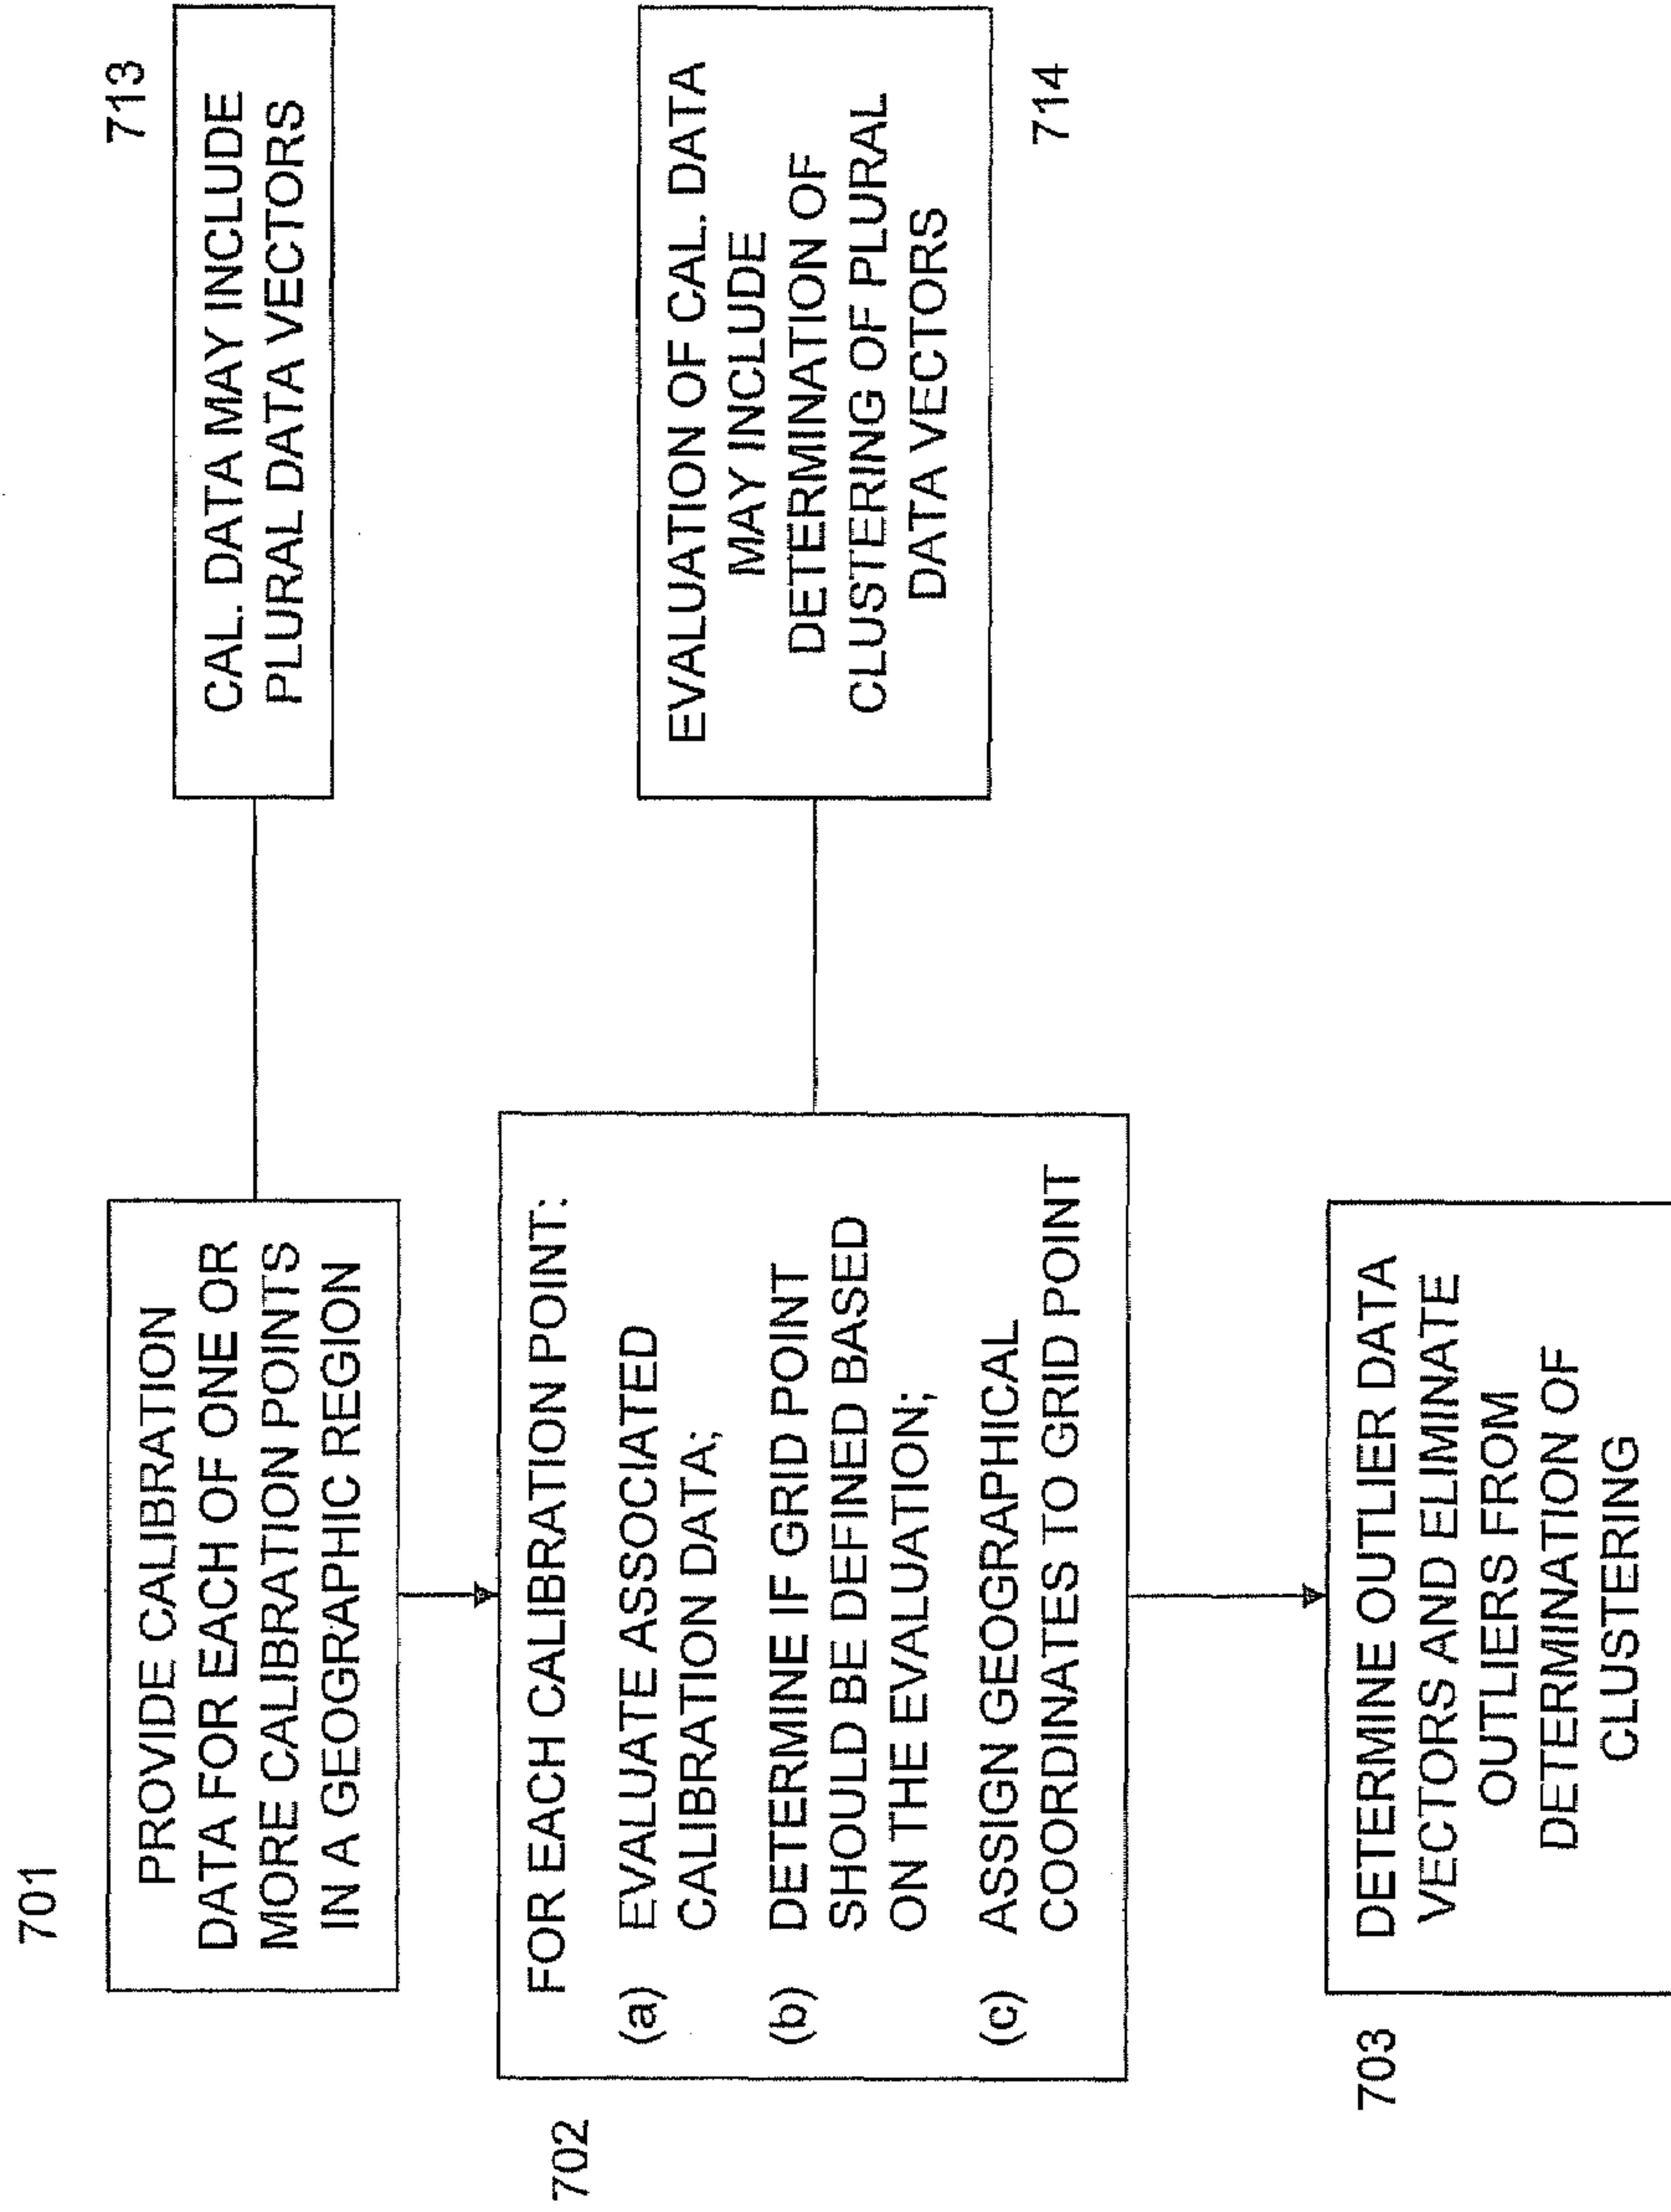 701
PROVIDE CALIBRATION
DATA FOR EACH OF ONE OR
MORE CALIBRATION POINTS
IN A GEOGRAPHIC REGION
713
CAL. DATA MAY INCLUDE
PLURAL DATA VECTORS
702
FOR EACH CALIBRATION POINT:
(a) EVALUATE ASSOCIATED
CALIBRATION DATA;
(b) DETERMINE IF GRID POINT
SHOULD BE DEFINED BASED
ON THE EVALUATION;
(c) ASSIGN GEOGRAPHICAL
COORDINATES TO GRID POINT
EVALUATION OF CAL. DATA
MAY INCLUDE
DETERMINATION OF
CLUSTERING OF PLURAL
DATA VECTORS
714
703
DETERMINE OUTLIER DATA
VECTORS AND ELIMINATE
OUTLIERS FROM
DETERMINATION OF
CLUSTERING